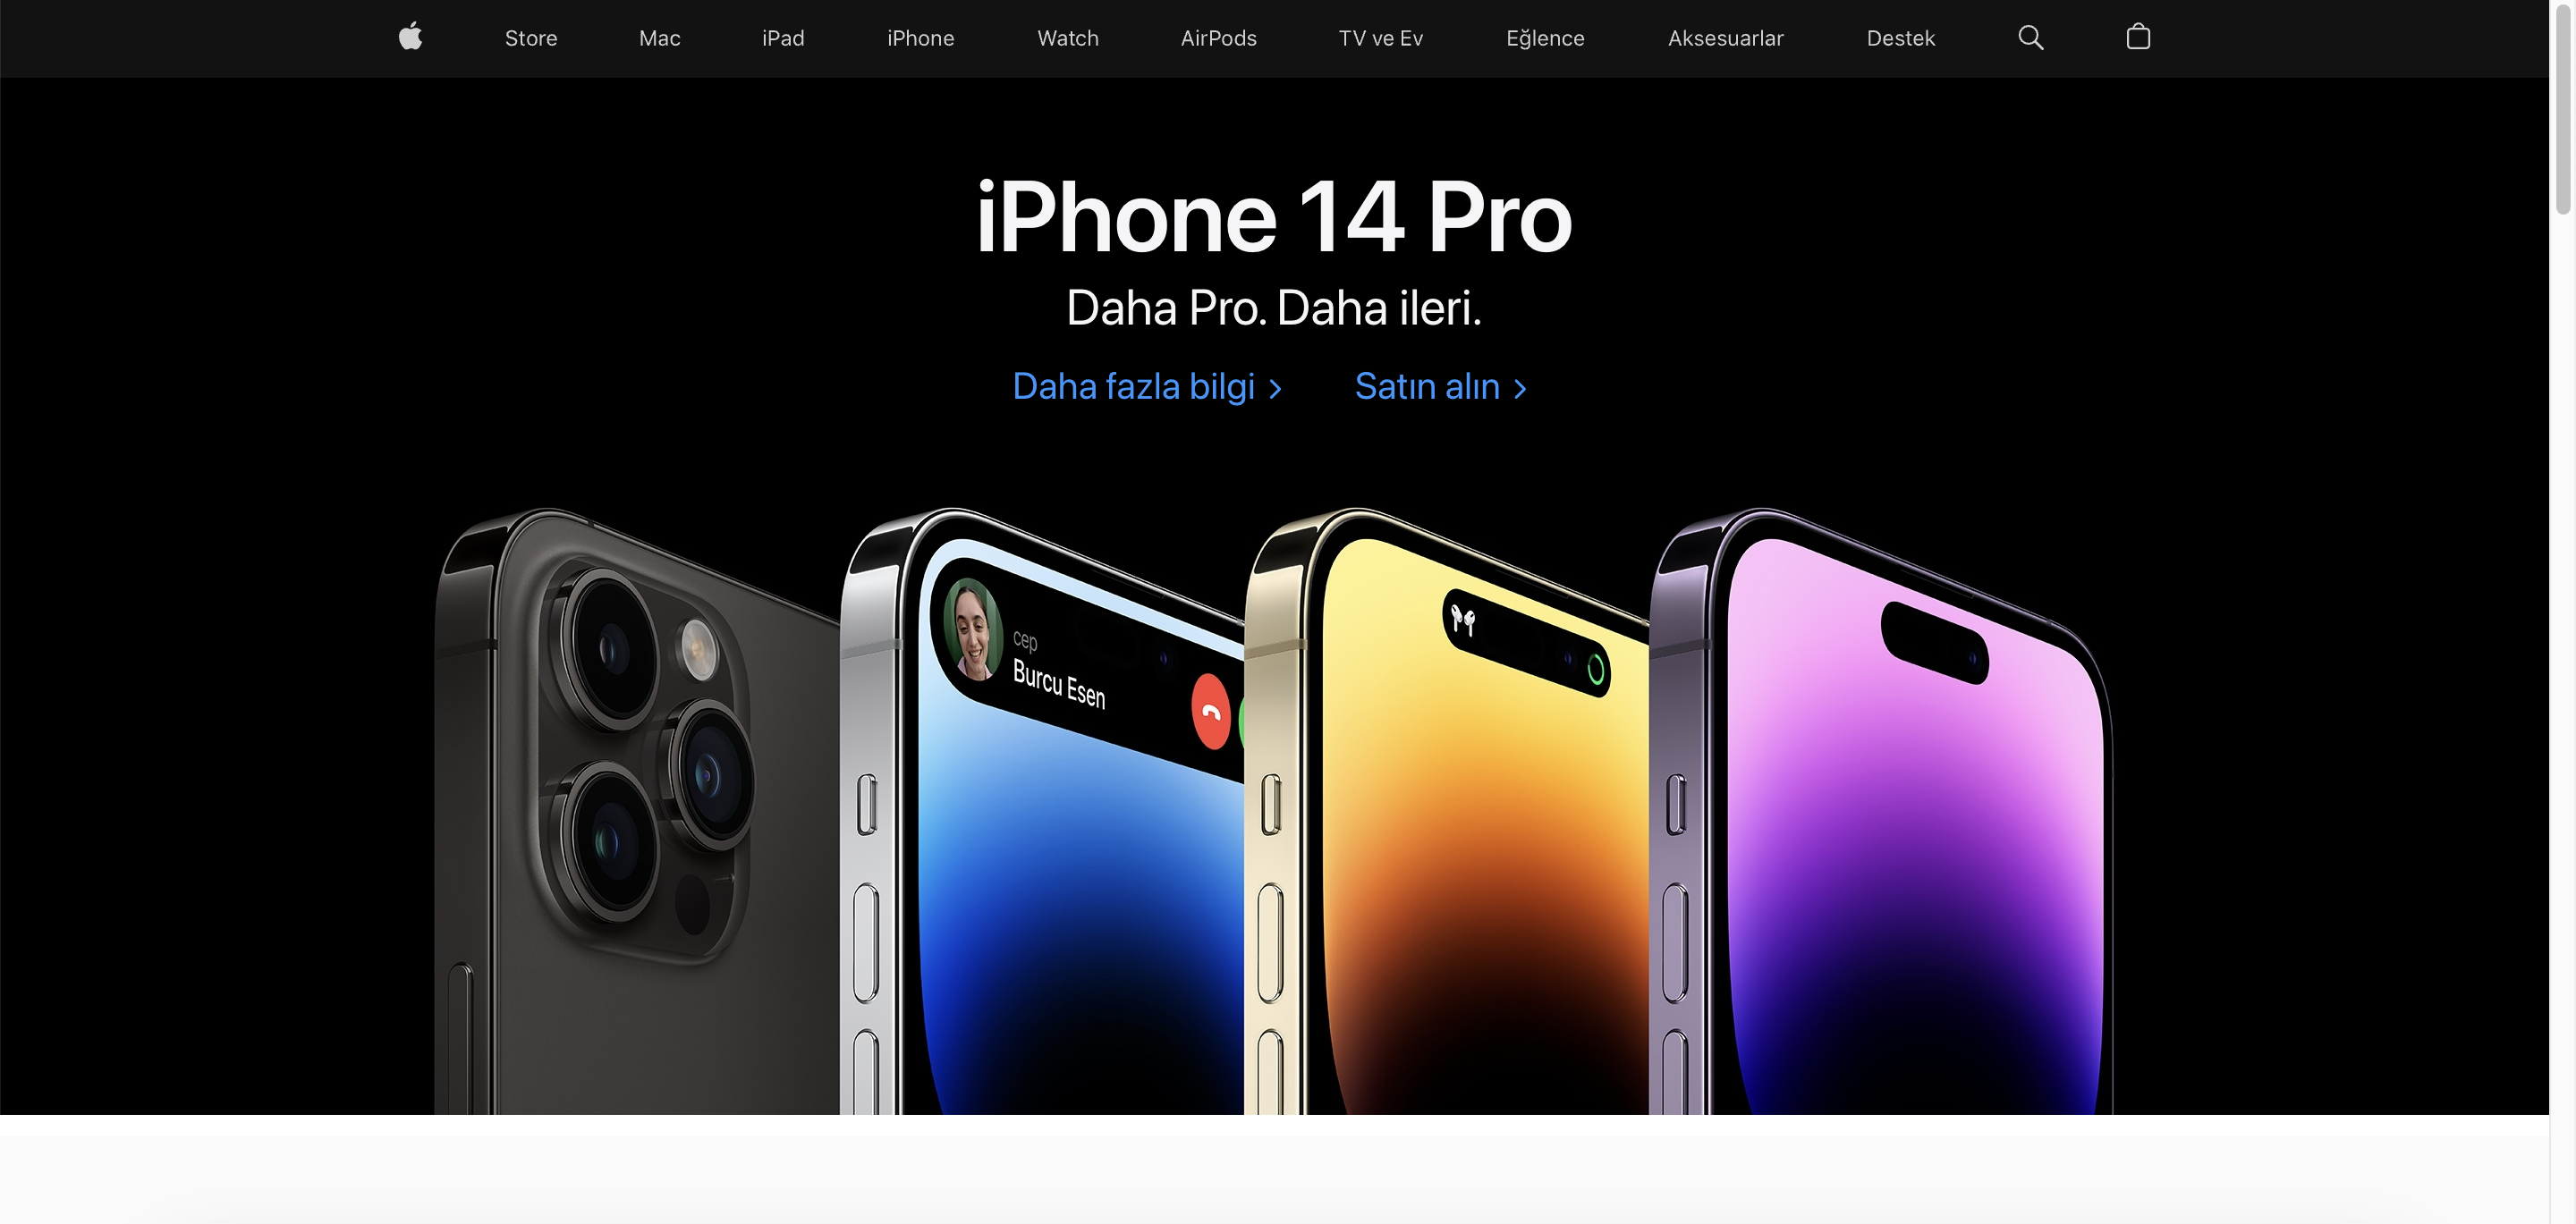 Store Mac iPad iPhone Watch AirPods TV ve Ev Eğlence Aksesuarlar Destek
iPhone 14 Pro
Daha Pro. Daha ileri.
Daha fazla bilgi > Satın alın >
cep
Burcu Esen